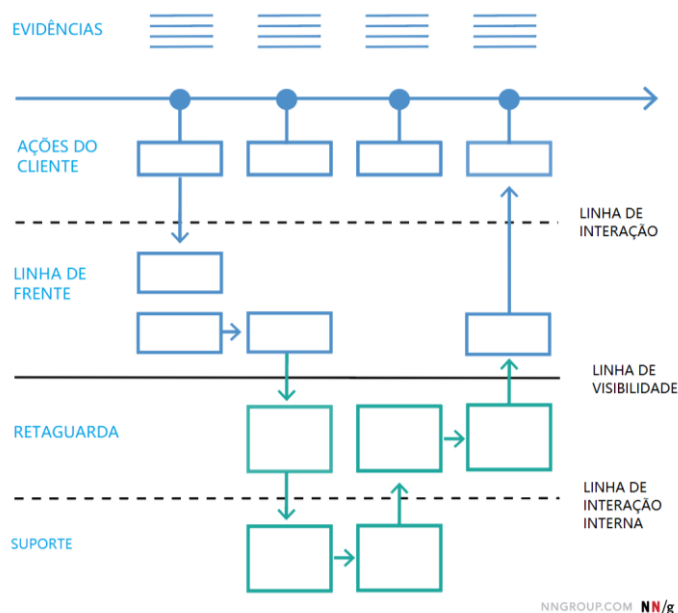 EVIDÊNCIAS
AÇÕES DO
CLIENTE
LINHA DE
INTERAÇÃO
LINHA DE
FRENTE
LINHA DE
VISIBILIDADE
RETAGUARDA
LINHA DE
INTERAÇÃO
INTERNA
SUPORTE
NNGROUP.COM NN/g